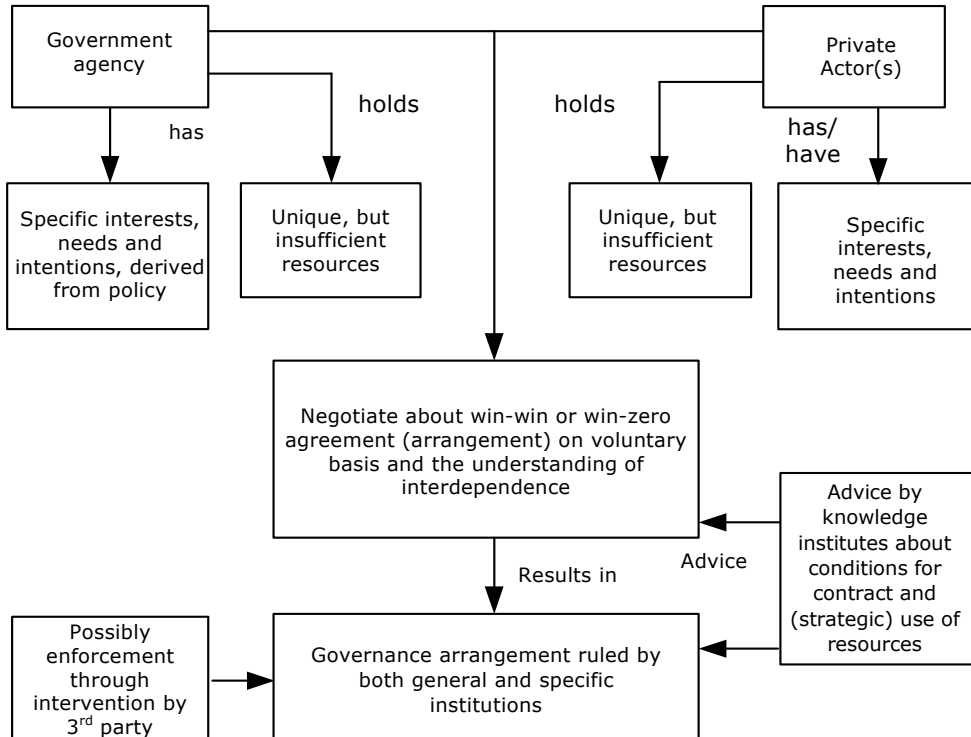 Government
agency
Private
Actor(s)
holds
holds
has
has/
have
Specific interests,
needs and
intentions, derived
from policy
Unique, but
insufficient
resources
Unique, but
insufficient
resources
Specific
interests,
needs and
intentions
Negotiate about win-win or win-zero
agreement (arrangement) on voluntary
basis and the understanding of
interdependence
Advice by
knowledge
institutes about
conditions for
contract and
(strategic) use of
resources
Advice
Results in
Possibly
enforcement
through
intervention by
3rd party
Governance arrangement ruled by
both general and specific
institutions